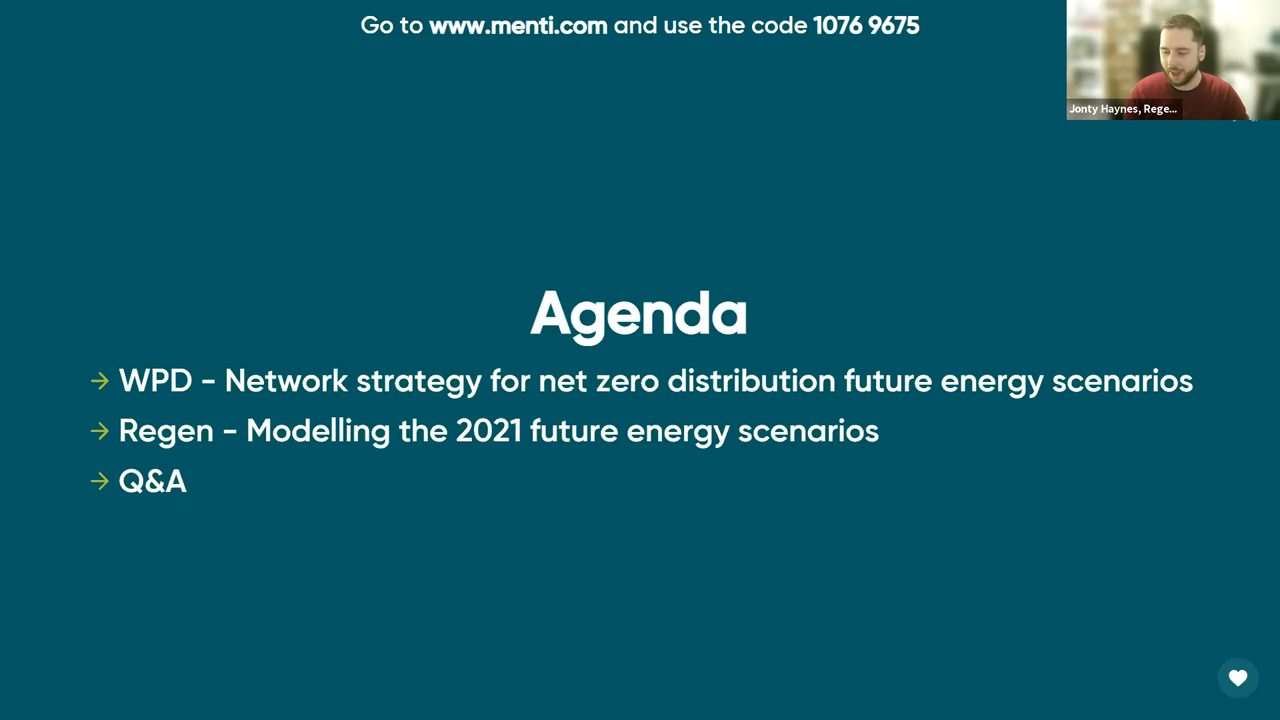 Go to www.menti.com and use the code 1076 9675
Jonty Haynes, Rege...
Agenda
→ WPD - Network strategy for net zero distribution future energy scenarios
→ Regen - Modelling the 2021 future energy scenarios
→ Q&A